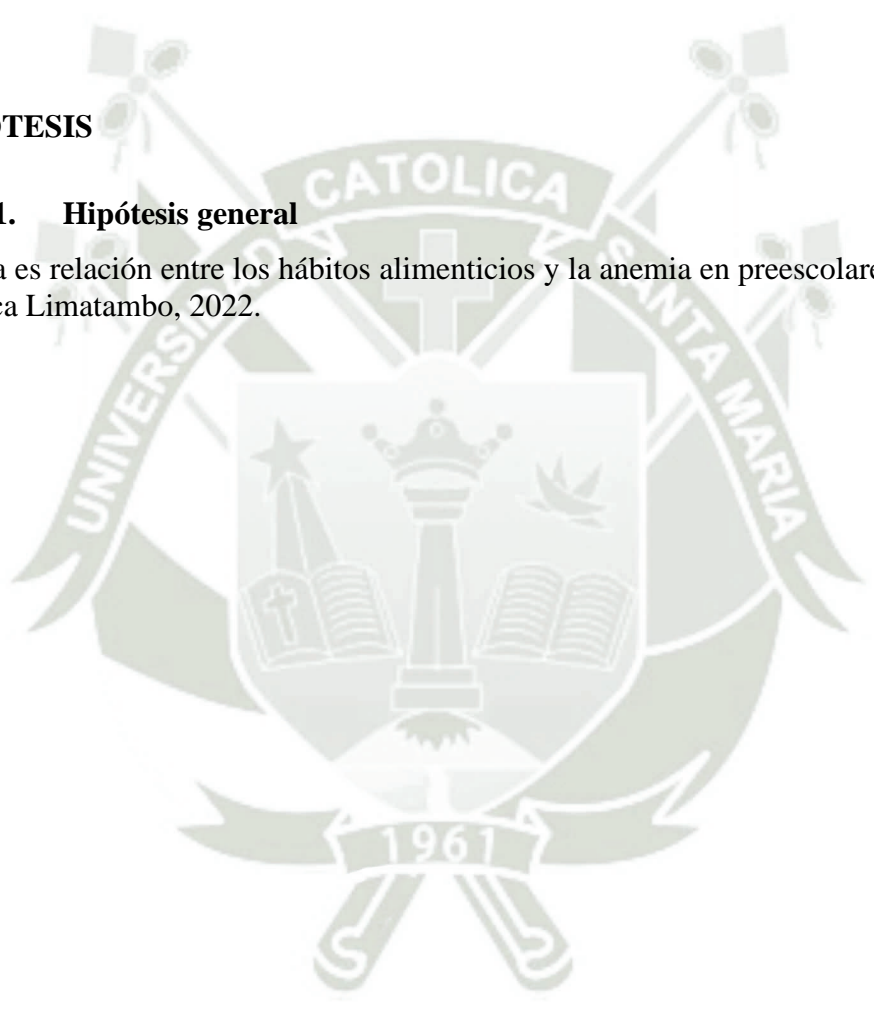 OTESIS
1. Hipótesis general
a es relación entre los hábitos alimenticios y la anemia en preescolare
ca Limatambo, 2022.
UNIVERSIDAD CATOLICA SANTA MARIA
1961